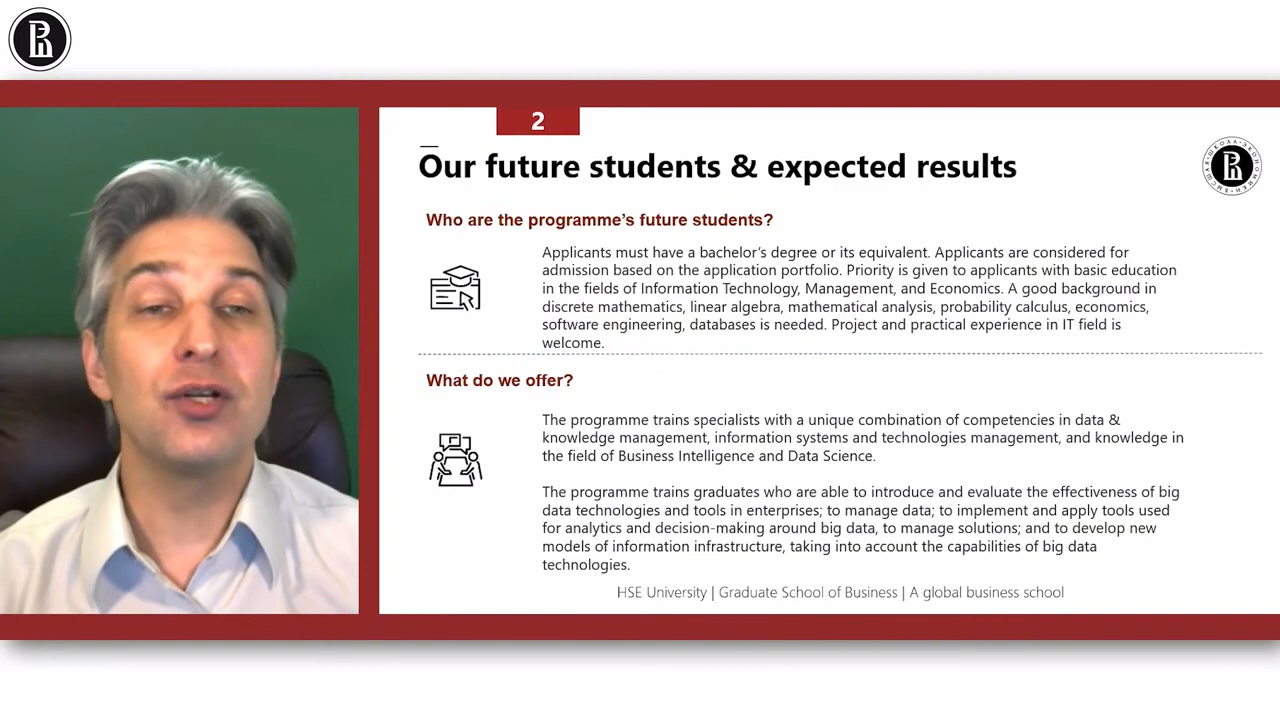 2
Our future students & expected results
Who are the programme's future students?
Applicants must have a bachelor's degree or its equivalent. Applicants are considered for
admission based on the application portfolio. Priority is given to applicants with basic education
in the fields of Information Technology, Management, and Economics. A good background in
discrete mathematics, linear algebra, mathematical analysis, probability calculus, economics,
software engineering, databases is needed. Project and practical experience in IT field is
welcome.
What do we offer?
The programme trains specialists with a unique combination of competencies in data &
knowledge management, information systems and technologies management, and knowledge in
the field of Business Intelligence and Data Science.
The programme trains graduates who are able to introduce and evaluate the effectiveness of big
data technologies and tools in enterprises; to manage data; to implement and apply tools used
for analytics and decision-making around big data, to manage solutions; and to develop new
models of information infrastructure, taking into account the capabilities of big data
technologies.
HSE University | Graduate School of Business | A global business school